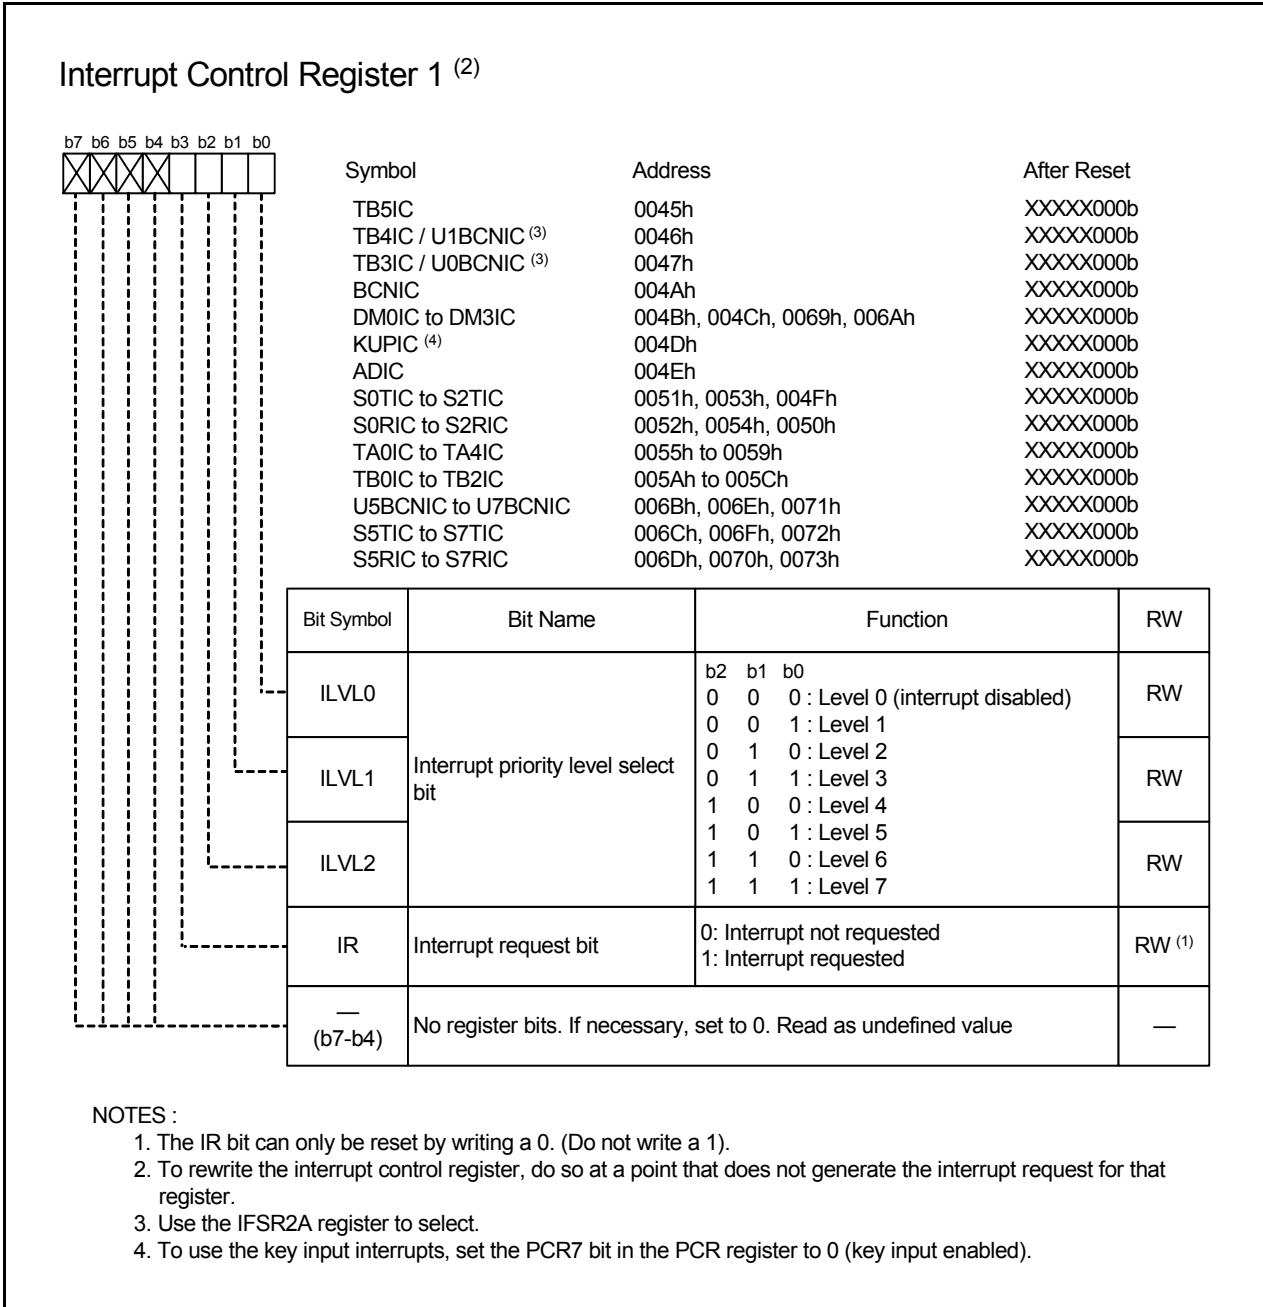 Interrupt Control Register 1 (2)
b7 b6 b5 b4 b3 b2 b1 b0
Symbol Address After Reset
TB5IC 0045h XXXXX000b
TB4IC / U1BCNIC (3) 0046h XXXXX000b
TB3IC / U0BCNIC (3) 0047h XXXXX000b
BCNIC 004Ah XXXXX000b
DM0IC to DM3IC 004Bh, 004Ch, 0069h, 006Ah XXXXX000b
KUPIC (4) 004Dh XXXXX000b
ADIC 004Eh XXXXX000b
S0TIC to S2TIC 0051h, 0053h, 004Fh XXXXX000b
S0RIC to S2RIC 0052h, 0054h, 0050h XXXXX000b
TA0IC to TA4IC 0055h to 0059h XXXXX000b
TB0IC to TB2IC 005Ah to 005Ch XXXXX000b
U5BCNIC to U7BCNIC 006Bh, 006Eh, 0071h XXXXX000b
S5TIC to S7TIC 006Ch, 006Fh, 0072h XXXXX000b
S5RIC to S7RIC 006Dh, 0070h, 0073h XXXXX000b
Bit Symbol Bit Name Function RW
ILVL0 RW
ILVL1 RW
ILVL2 RW
Interrupt priority level select
bit
b2 b1 b0
0 0 0 : Level 0 (interrupt disabled)
0 0 1 : Level 1
0 1 0 : Level 2
0 1 1 : Level 3
1 0 0 : Level 4
1 0 1 : Level 5
1 1 0 : Level 6
1 1 1 : Level 7
IR Interrupt request bit 0: Interrupt not requested
1: Interrupt requested RW (1)
—
(b7-b4) No register bits. If necessary, set to 0. Read as undefined value —
NOTES :
1. The IR bit can only be reset by writing a 0. (Do not write a 1).
2. To rewrite the interrupt control register, do so at a point that does not generate the interrupt request for that
register.
3. Use the IFSR2A register to select.
4. To use the key input interrupts, set the PCR7 bit in the PCR register to 0 (key input enabled).